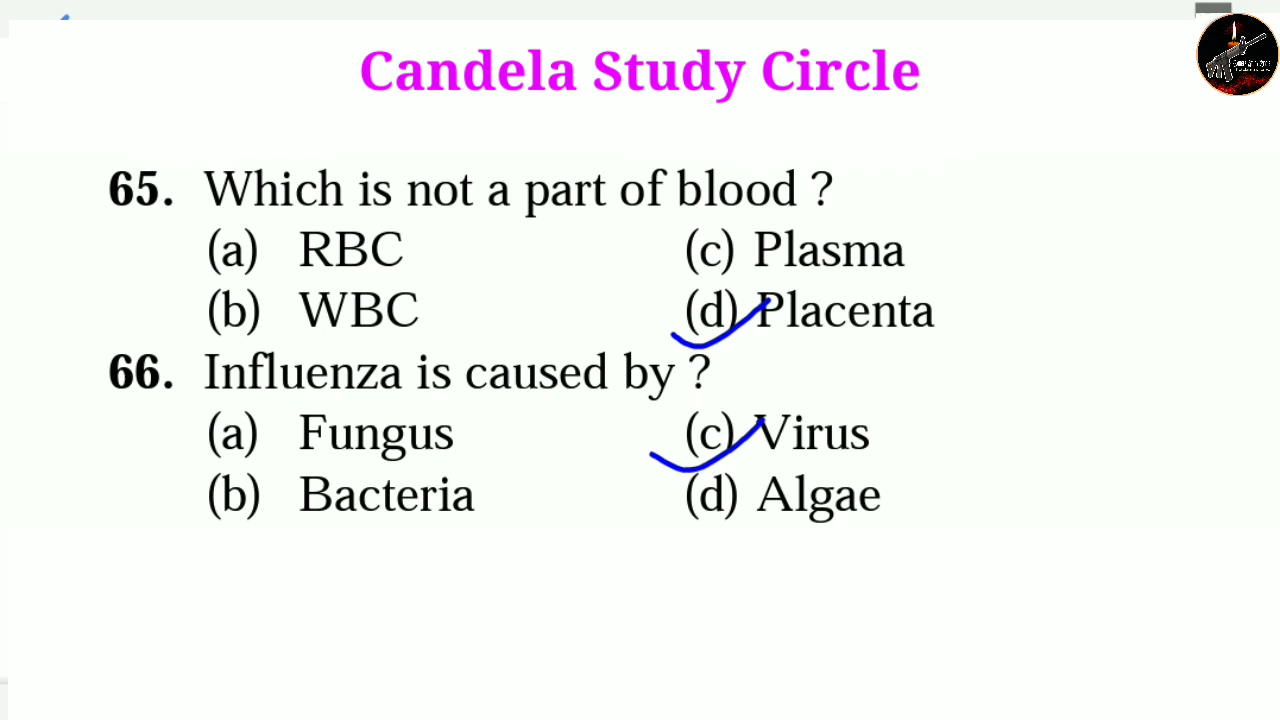 Candela Study Circle
65. Which is not a part of blood ?
(a) RBC (c) Plasma
(b) WBC (d) Placenta
66. Influenza is caused by ?
(a) Fungus (c) Virus
(b) Bacteria (d) Algae